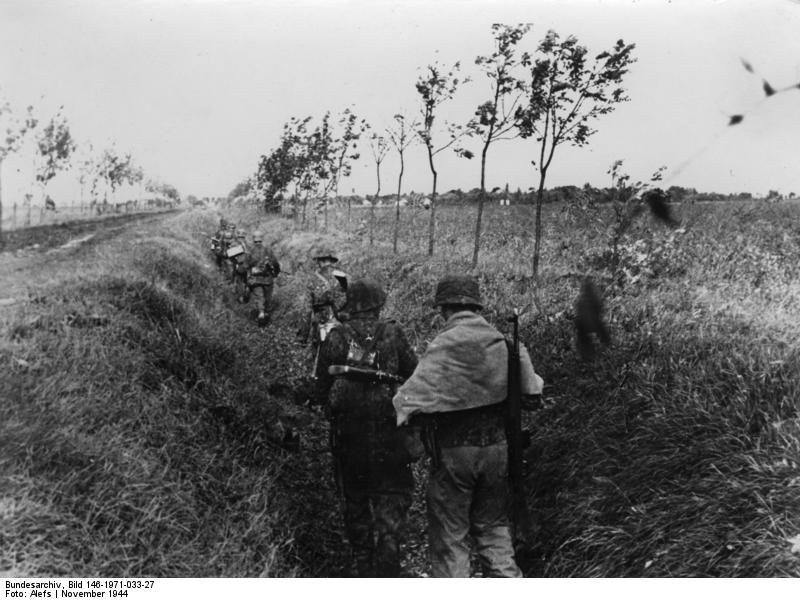 Bundesarchiv, Bild 146-1971-033-27
Foto: Alefs | November 1944